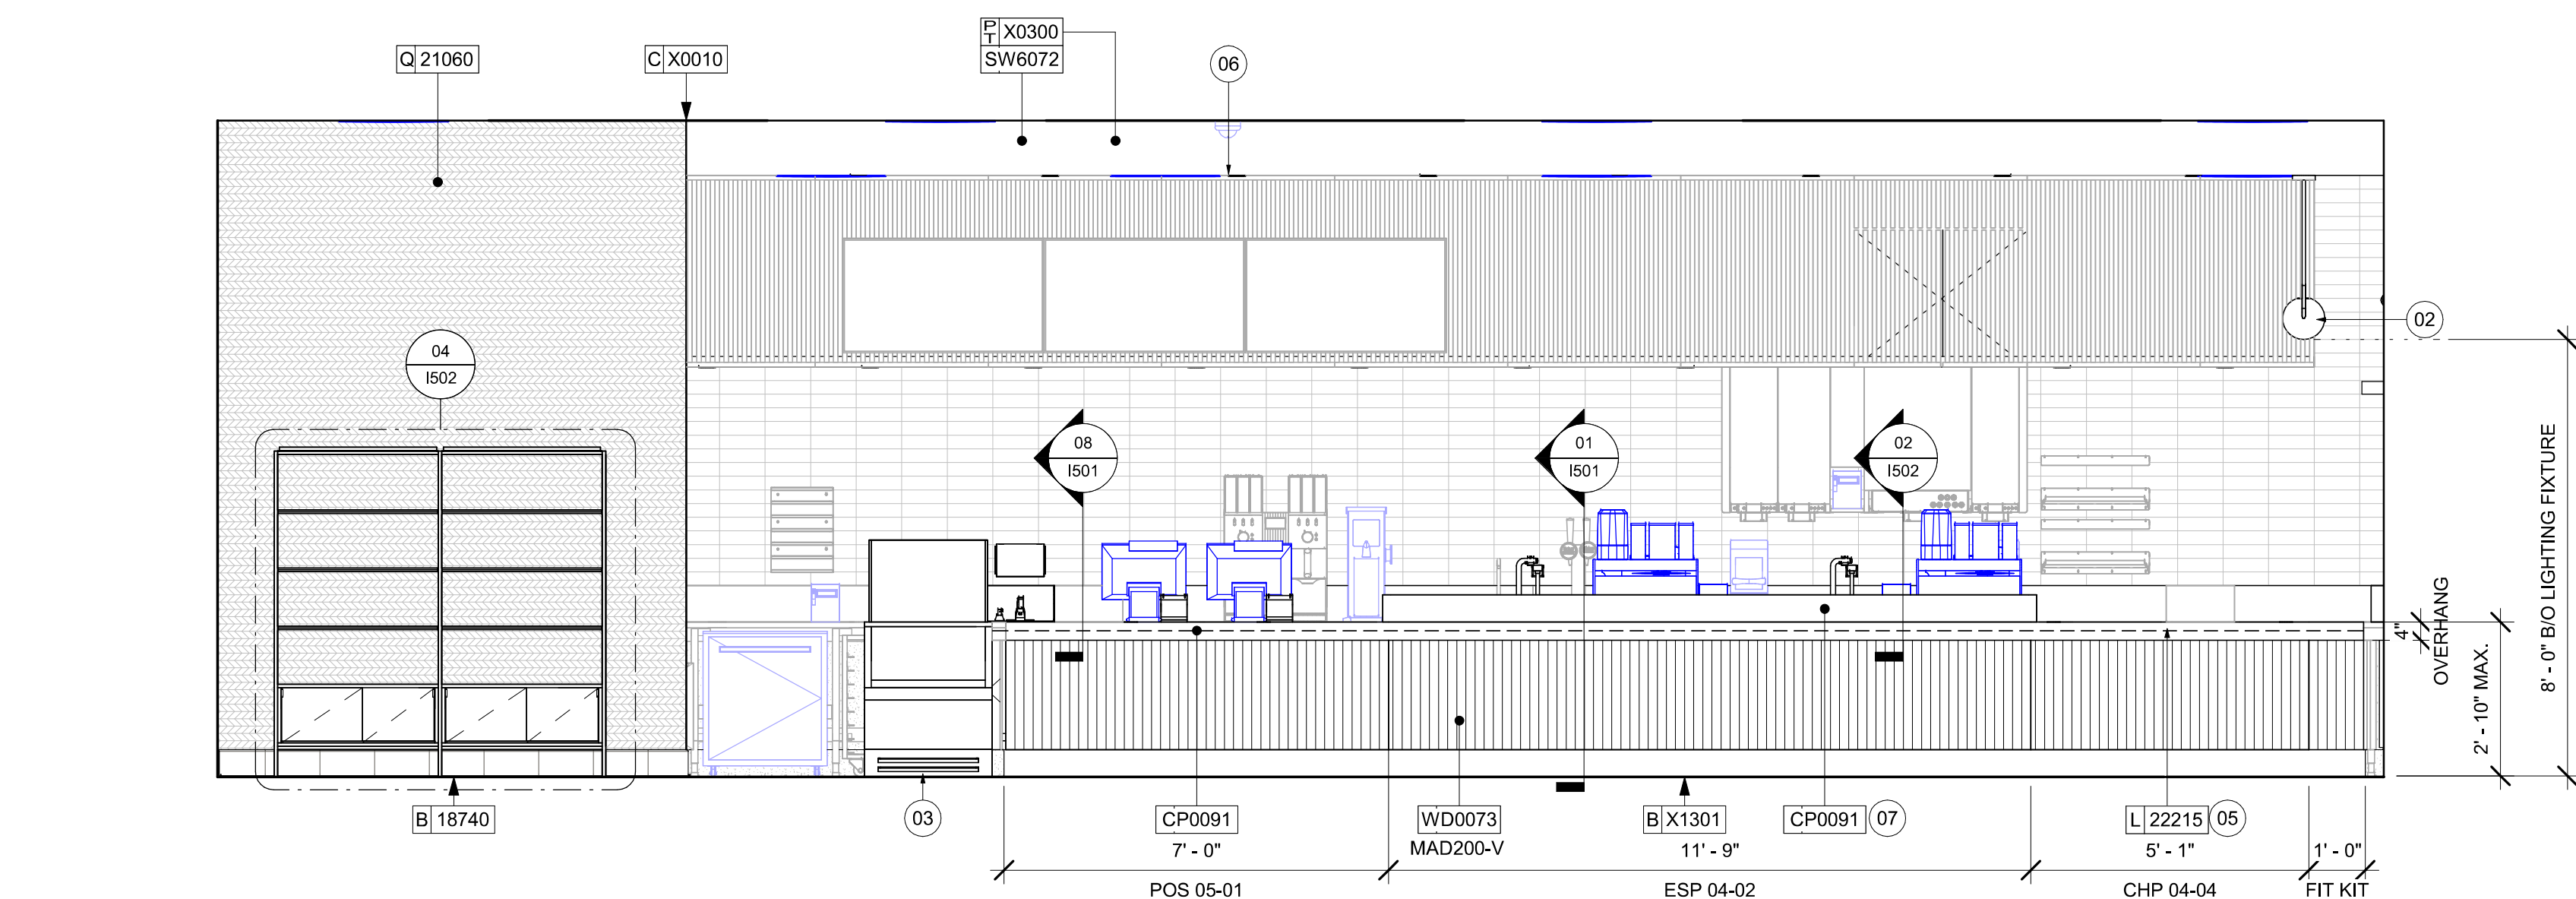 P
T X0300
SW6072
Q 21060
C X0010
06
02
04
I502
08
I501
01
I501
02
I502
4"
OVERHANG
2' - 10" MAX.
8' - 0" B/O LIGHTING FIXTURE
B 18740
03
CP0091
WD0073
MAD200-V
B X1301
CP0091 07
L 22215 05
7' - 0"
11' - 9"
5' - 1"
1' - 0"
POS 05-01
ESP 04-02
CHP 04-04
FIT KIT